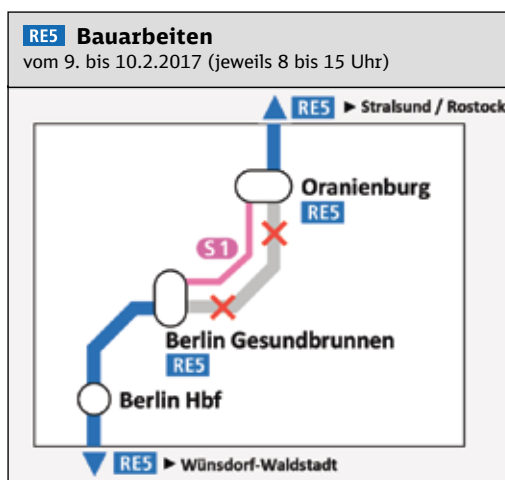 RE5 Bauarbeiten
vom 9. bis 10.2.2017 (jeweils 8 bis 15 Uhr)
RE5 ► Stralsund / Rostock
Oranienburg
RE5
S1
Berlin Gesundbrunnen
RE5
Berlin Hbf
RE5 ► Wünsdorf-Waldstadt